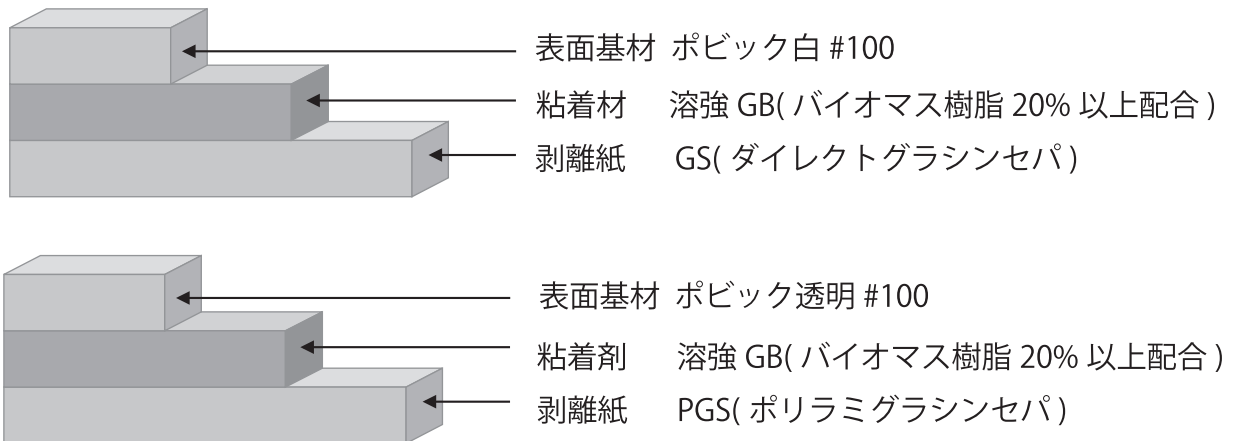 表面基材 ポビック白 #100
粘着材 溶強 GB( バイオマス樹脂 20% 以上配合 )
剥離紙 GS( ダイレクトグラシンセパ )
表面基材 ポビック透明 #100
粘着剤 溶強 GB( バイオマス樹脂 20% 以上配合 )
剥離紙 PGS( ポリラミグラシンセパ )